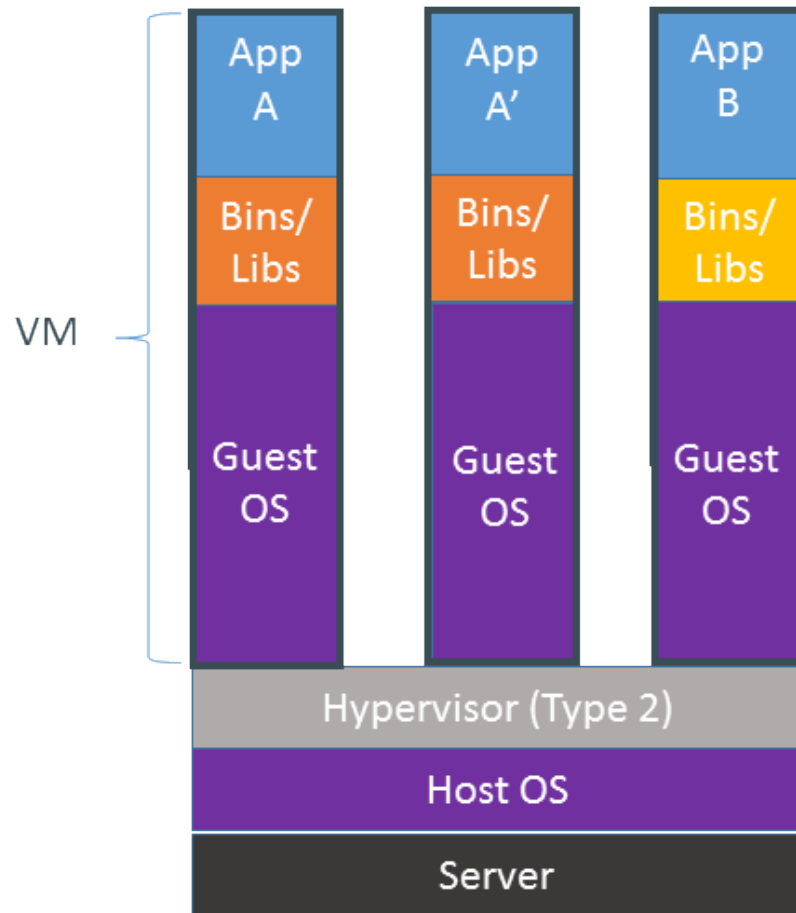 App
A
App
A’
App
B
Bins/
Libs
Bins/
Libs
Bins/
Libs
VM
Guest
OS
Guest
OS
Guest
OS
Hypervisor (Type 2)
Host OS
Server